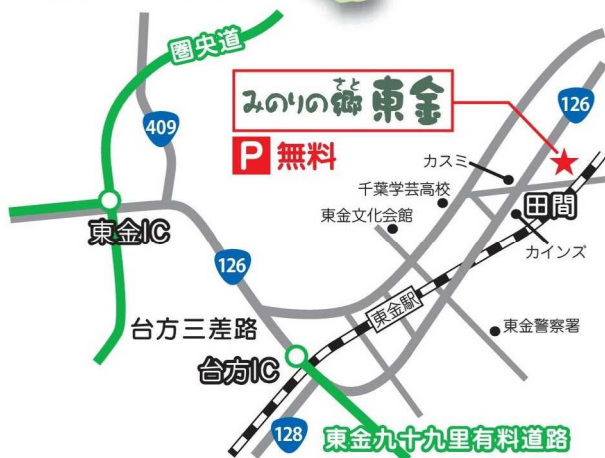 圏央道
409
さと
みのりの郷 東金
126
P 無料
カスミ
千葉学芸高校
田間
東金文化会館
カインズ
東金IC
126
東金駅
台方三差路
東金警察署
台方IC
128
東金九十九里有料道路